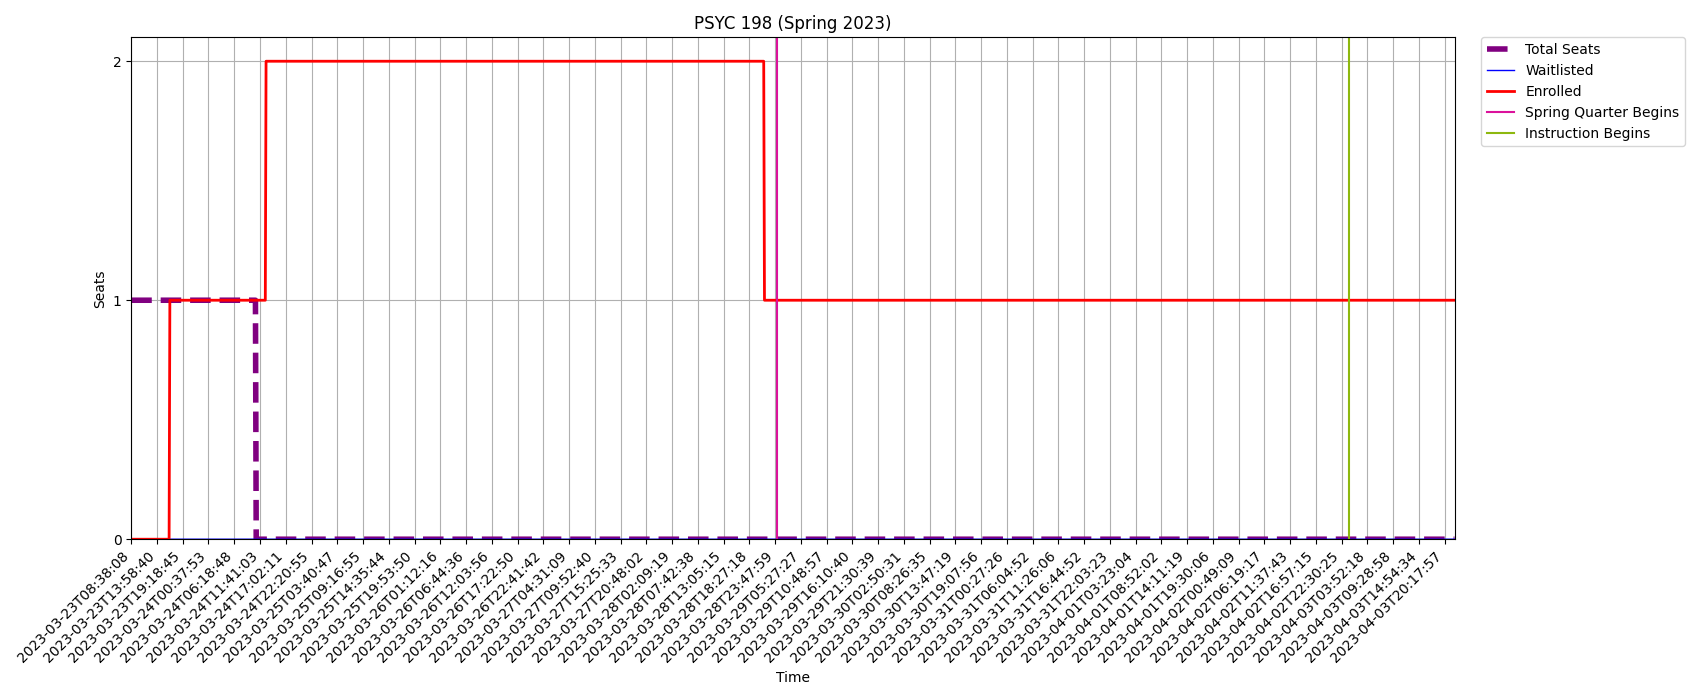 PSYC 198 (Spring 2023)
Total Seats
Waitlisted
Enrolled
Spring Quarter Begins
Instruction Begins
Seats
2
1
0
2023-03-23T08:38:08
2023-03-23T13:58:40
2023-03-23T19:18:45
2023-03-24T00:37:53
2023-03-24T06:18:48
2023-03-24T11:41:03
2023-03-24T17:02:11
2023-03-24T22:20:55
2023-03-25T03:40:47
2023-03-25T09:16:55
2023-03-25T14:35:44
2023-03-25T19:53:50
2023-03-26T01:12:16
2023-03-26T06:44:36
2023-03-26T12:03:56
2023-03-26T17:22:50
2023-03-26T22:41:42
2023-03-27T04:31:09
2023-03-27T09:52:40
2023-03-27T15:25:33
2023-03-27T20:48:02
2023-03-28T02:09:19
2023-03-28T07:42:38
2023-03-28T13:05:15
2023-03-28T18:27:18
2023-03-28T23:47:59
2023-03-29T05:27:27
2023-03-29T10:48:57
2023-03-29T16:10:40
2023-03-29T21:30:39
2023-03-30T02:50:31
2023-03-30T08:26:35
2023-03-30T13:47:19
2023-03-30T19:07:56
2023-03-31T00:27:26
2023-03-31T06:04:52
2023-03-31T11:26:06
2023-03-31T16:44:52
2023-03-31T22:03:23
2023-04-01T03:23:04
2023-04-01T08:52:02
2023-04-01T14:11:19
2023-04-01T19:30:06
2023-04-02T00:49:09
2023-04-02T06:19:17
2023-04-02T11:37:43
2023-04-02T16:57:15
2023-04-02T22:30:25
2023-04-03T03:52:18
2023-04-03T09:28:58
2023-04-03T14:54:34
2023-04-03T20:17:57
Time